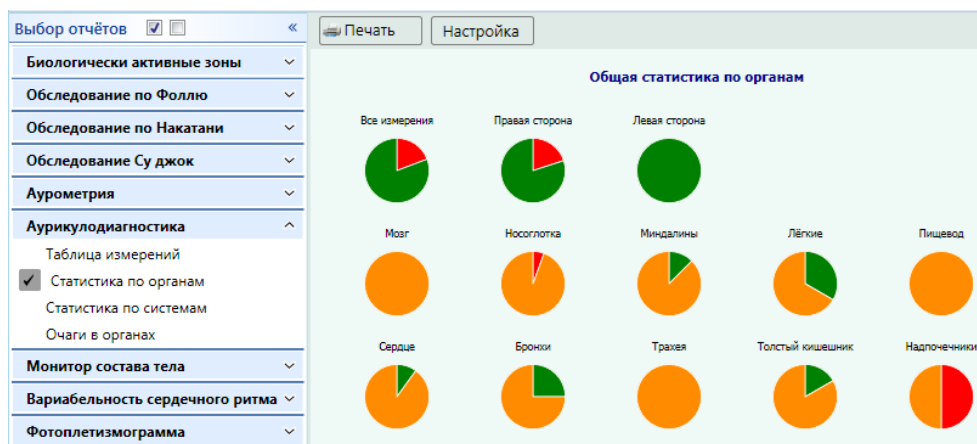 Выбор отчётов
Биологически активные зоны
Обследование по Фоллю
Обследование по Накатани
Обследование Су джок
Аурометрия
Аурикулодиагностика
Таблица измерений
Статистика по органам
Статистика по системам
Очаги в органах
Монитор состава тела
Вариабельность сердечного ритма
Фотоплетизмограмма
Печать Настройка
Общая статистика по органам
Все измерения Правая сторона Левая сторона
Мозг Носоглотка Миндалины Лёгкие Пищевод
Сердце Бронхи Трахея Толстый кишечник Надпочечники